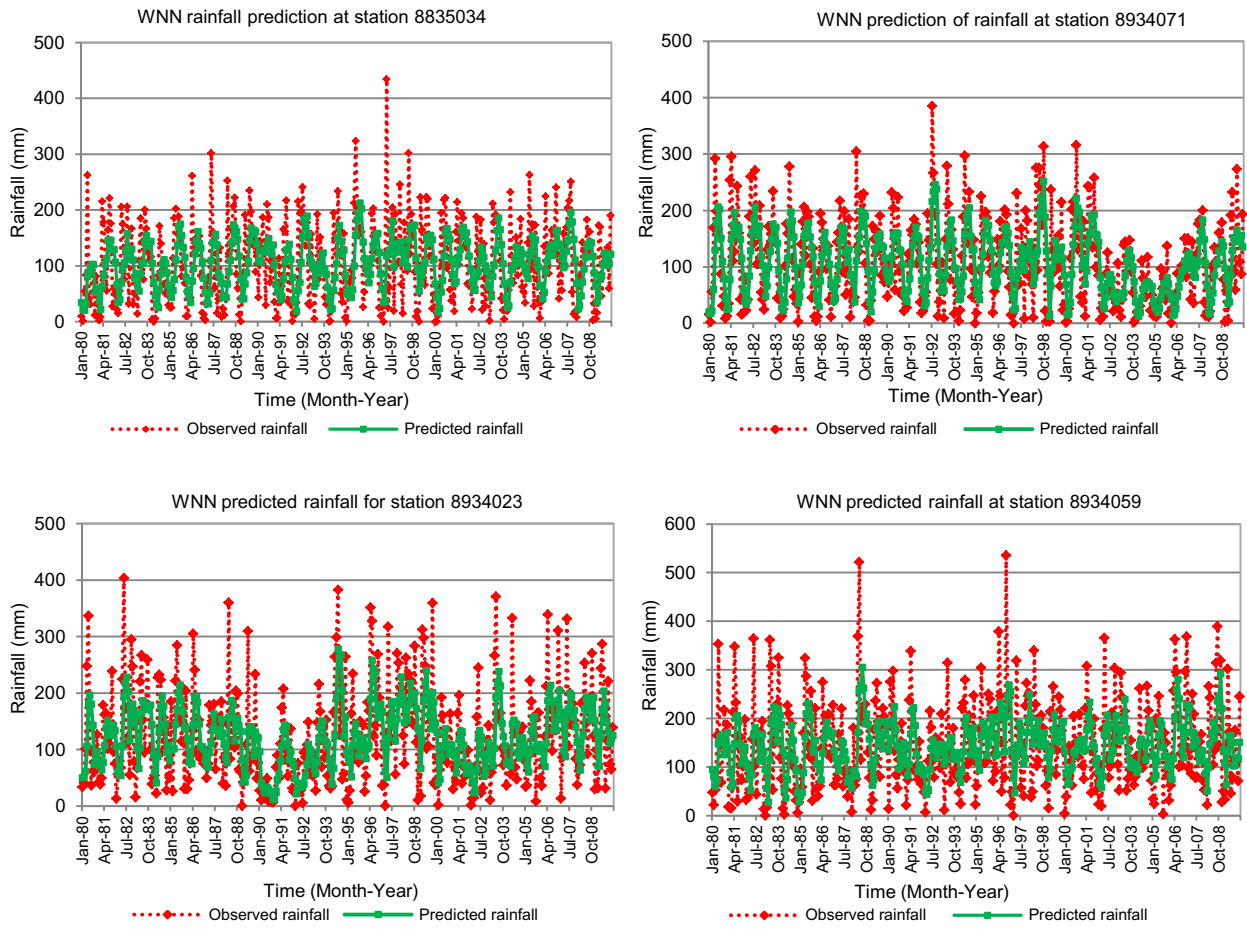 WNN rainfall prediction at station 8835034
500
400
300
200
100
0
Rainfall (mm)
Jan-80 Apr-81 Jul-82 Oct-83 Jan-85 Apr-86 Jul-87 Oct-88 Jan-90 Apr-91 Jul-92 Oct-93 Jan-95 Apr-96 Jul-97 Oct-98 Jan-00 Apr-01 Jul-02 Oct-03 Jan-05 Apr-06 Jul-07 Oct-08
Time (Month-Year)
Observed rainfall Predicted rainfall
WNN prediction of rainfall at station 8934071
500
400
300
200
100
0
Rainfall (mm)
Jan-80 Apr-81 Jul-82 Oct-83 Jan-85 Apr-86 Jul-87 Oct-88 Jan-90 Apr-91 Jul-92 Oct-93 Jan-95 Apr-96 Jul-97 Oct-98 Jan-00 Apr-01 Jul-02 Oct-03 Jan-05 Apr-06 Jul-07 Oct-08
Time (Month-Year)
Observed rainfall Predicted rainfall
WNN predicted rainfall for station 8934023
500
400
300
200
100
0
Rainfall (mm)
Jan-80 Apr-81 Jul-82 Oct-83 Jan-85 Apr-86 Jul-87 Oct-88 Jan-90 Apr-91 Jul-92 Oct-93 Jan-95 Apr-96 Jul-97 Oct-98 Jan-00 Apr-01 Jul-02 Oct-03 Jan-05 Apr-06 Jul-07 Oct-08
Time (Month-Year)
Observed rainfall Predicted rainfall
WNN predicted rainfall at station 8934059
600
500
400
300
200
100
0
Rainfall (mm)
Jan-80 Apr-81 Jul-82 Oct-83 Jan-85 Apr-86 Jul-87 Oct-88 Jan-90 Apr-91 Jul-92 Oct-93 Jan-95 Apr-96 Jul-97 Oct-98 Jan-00 Apr-01 Jul-02 Oct-03 Jan-05 Apr-06 Jul-07 Oct-08
Time (Month-Year)
Observed rainfall Predicted rainfall